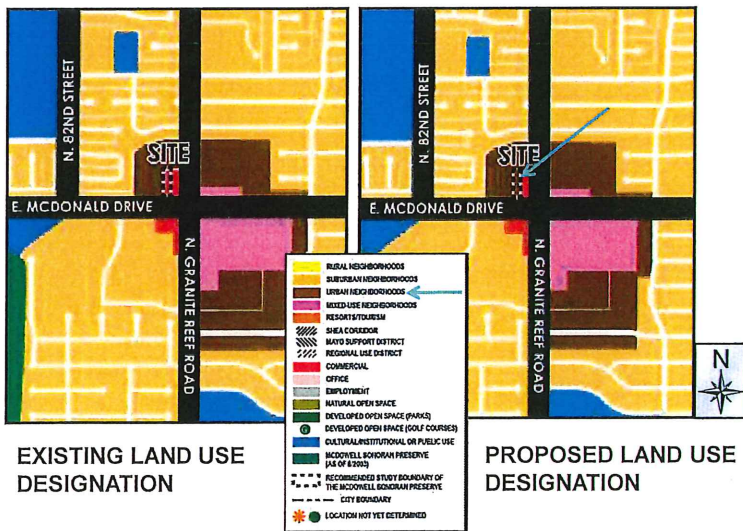 N. 82ND STREET
SITE
E. MCDONALD DRIVE
N. GRANITE REEF ROAD
N. 82ND STREET
SITE
E. MCDONALD DRIVE
N. GRANITE REEF ROAD
RURAL NEIGHBORHOODS
SUBURBAN NEIGHBORHOODS
URBAN NEIGHBORHOODS
MIXED-USE NEIGHBORHOODS
RESORTS/TOURISM
SHEA CORRIDOR
MAYO SUPPORT DISTRICT
REGIONAL USE DISTRICT
COMMERCIAL
OFFICE
EMPLOYMENT
NATURAL OPEN SPACE
DEVELOPED OPEN SPACE (PARKS)
G DEVELOPED OPEN SPACE (GOLF COURSES)
CULTURAL/INSTITUTIONAL OR PUBLIC USE
MCDOWELL SONORAN PRESERVE
(AS OF 8/2003)
RECOMMENDED STUDY BOUNDARY OF
THE MCDOWELL SONORAN PRESERVE
CITY BOUNDARY
LOCATION NOT YET DETERMINED
N
EXISTING LAND USE
DESIGNATION
PROPOSED LAND USE
DESIGNATION